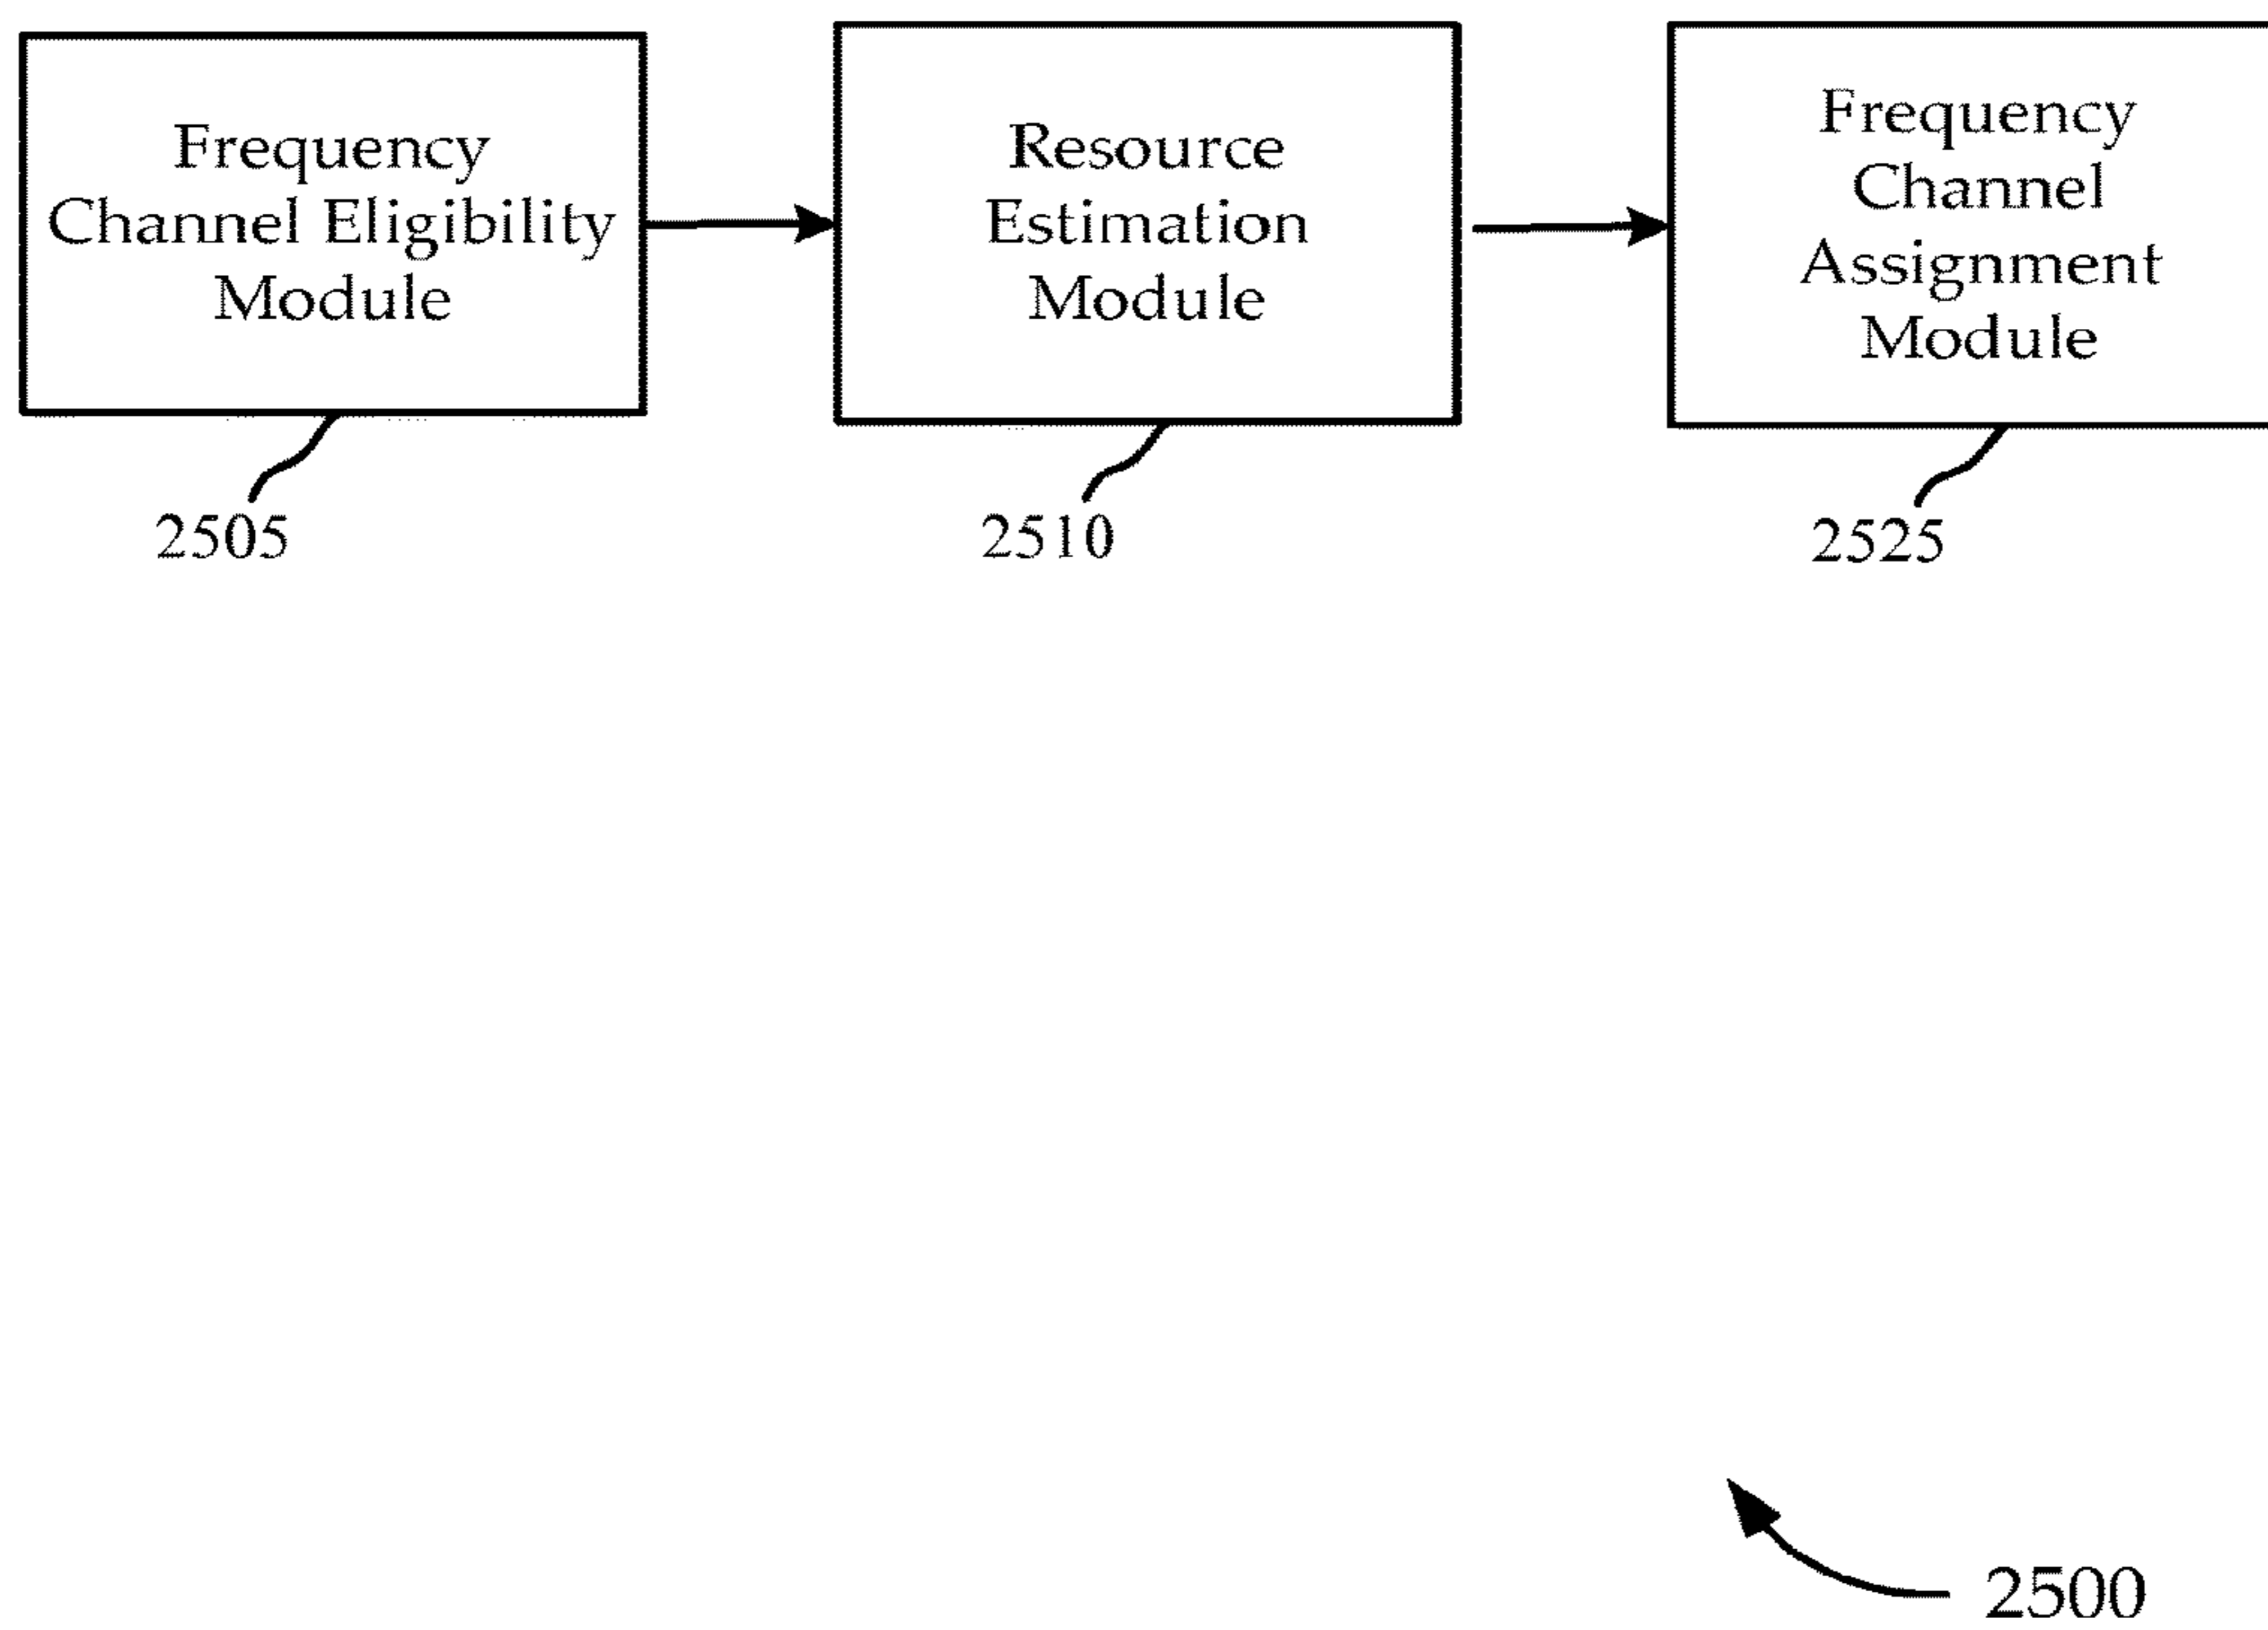 Frequency
Channel Eligibility
Module
2505
Resource
Estimation
Module
2510
Frequency
Channel
Assignment
Module
2525
2500